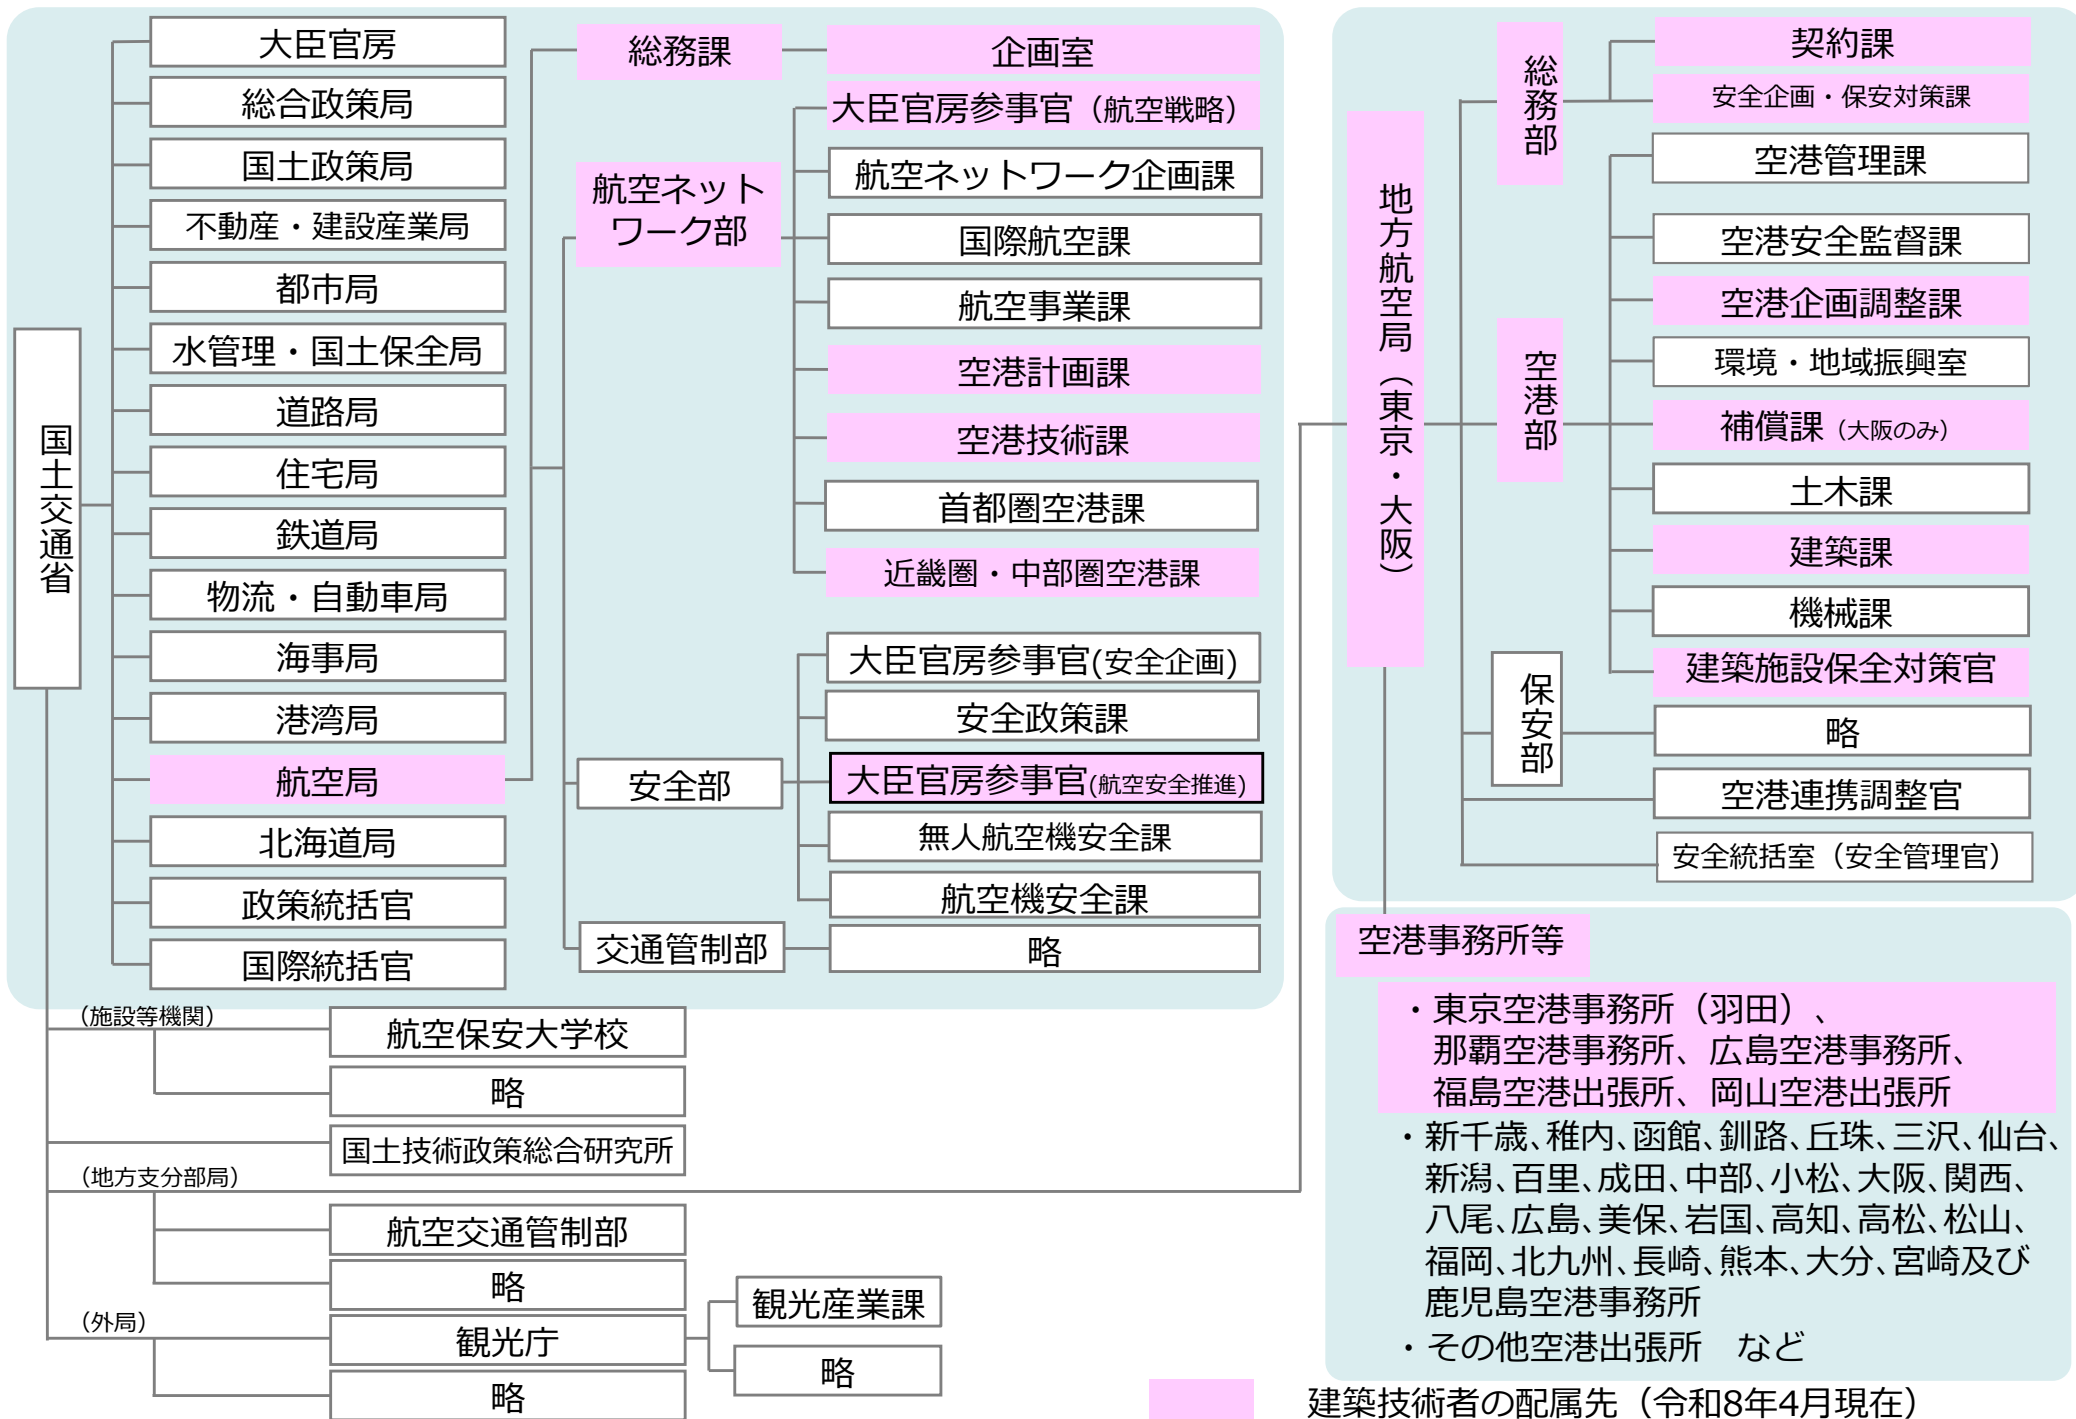 国土交通省
大臣官房
総合政策局
国土政策局
不動産・建設産業局
都市局
水管理・国土保全局
道路局
住宅局
鉄道局
物流・自動車局
海事局
港湾局
航空局
北海道局
政策統括官
国際統括官
総務課
企画室
航空ネット
ワーク部
大臣官房参事官（航空戦略）
航空ネットワーク企画課
国際航空課
航空事業課
空港計画課
空港技術課
首都圏空港課
近畿圏・中部圏空港課
安全部
大臣官房参事官(安全企画)
安全政策課
大臣官房参事官(航空安全推進)
無人航空機安全課
航空機安全課
交通管制部
略
（施設等機関）
航空保安大学校
略
国土技術政策総合研究所
（地方支分部局）
航空交通管制部
略
（外局）
観光庁
略
観光産業課
略
地方航空局（東京・大阪）
総務部
契約課
安全企画・保安対策課
空港部
空港管理課
空港安全監督課
空港企画調整課
環境・地域振興室
補償課（大阪のみ）
土木課
建築課
機械課
建築施設保全対策官
保安部
略
空港連携調整官
安全統括室（安全管理官）
空港事務所等
・東京空港事務所（羽田）、
那覇空港事務所、広島空港事務所、
福島空港出張所、岡山空港出張所
・新千歳、稚内、函館、釧路、丘珠、三沢、仙台、
新潟、百里、成田、中部、小松、大阪、関西、
八尾、広島、美保、岩国、高知、高松、松山、
福岡、北九州、長崎、熊本、大分、宮崎及び
鹿児島空港事務所
・その他空港出張所　など
建築技術者の配属先（令和8年4月現在）